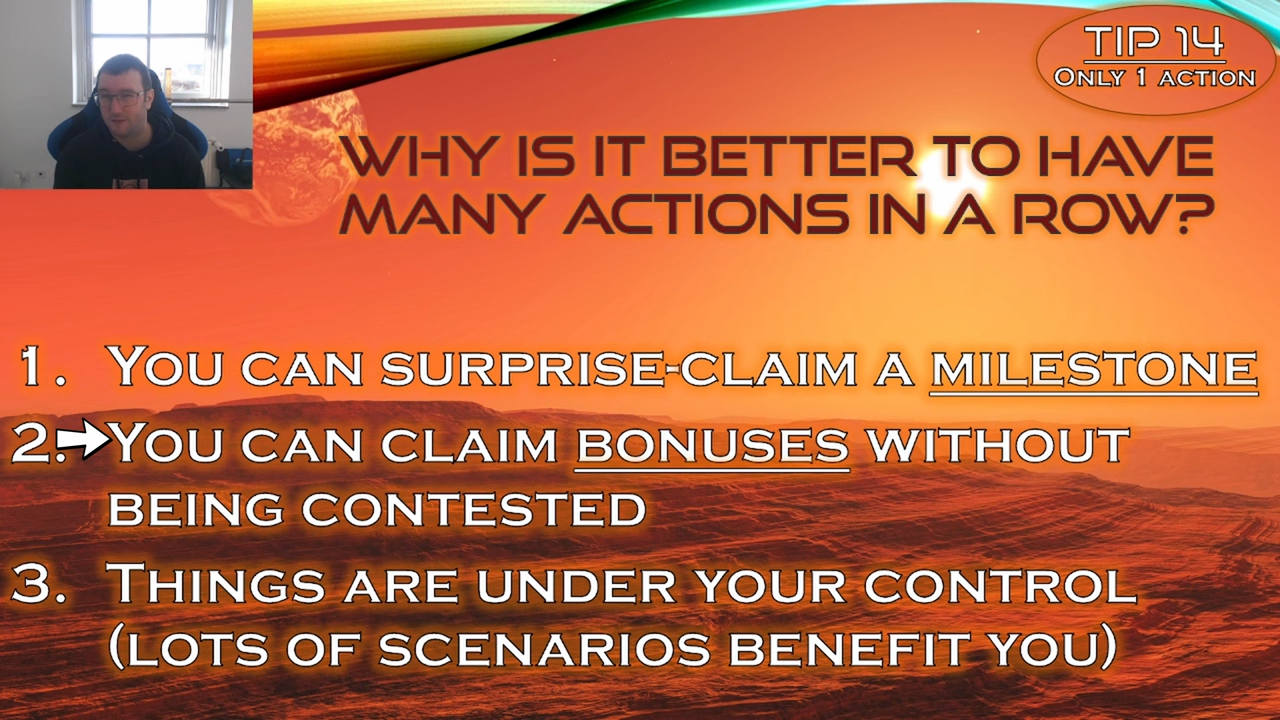 TIP 14
ONLY 1 ACTION
WHY IS IT BETTER TO HAVE
MANY ACTIONS IN A ROW?
1. YOU CAN SURPRISE-CLAIM A MILESTONE
2. YOU CAN CLAIM BONUSES WITHOUT
BEING CONTESTED
3. THINGS ARE UNDER YOUR CONTROL
(LOTS OF SCENARIOS BENEFIT YOU)